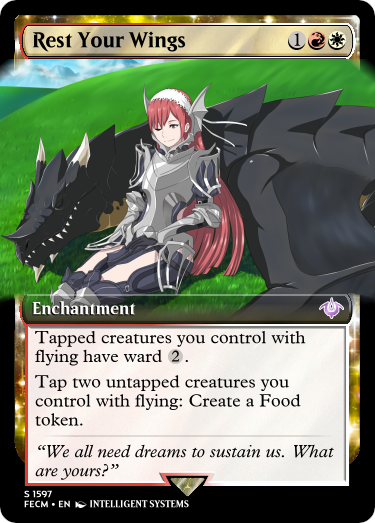 Rest Your Wings 1
Enchantment
Tapped creatures you control with
flying have ward 2.
Tap two untapped creatures you
control with flying: Create a Food
token.
“We all need dreams to sustain us. What
are yours?”
S 1597
FECM • EN INTELLIGENT SYSTEMS